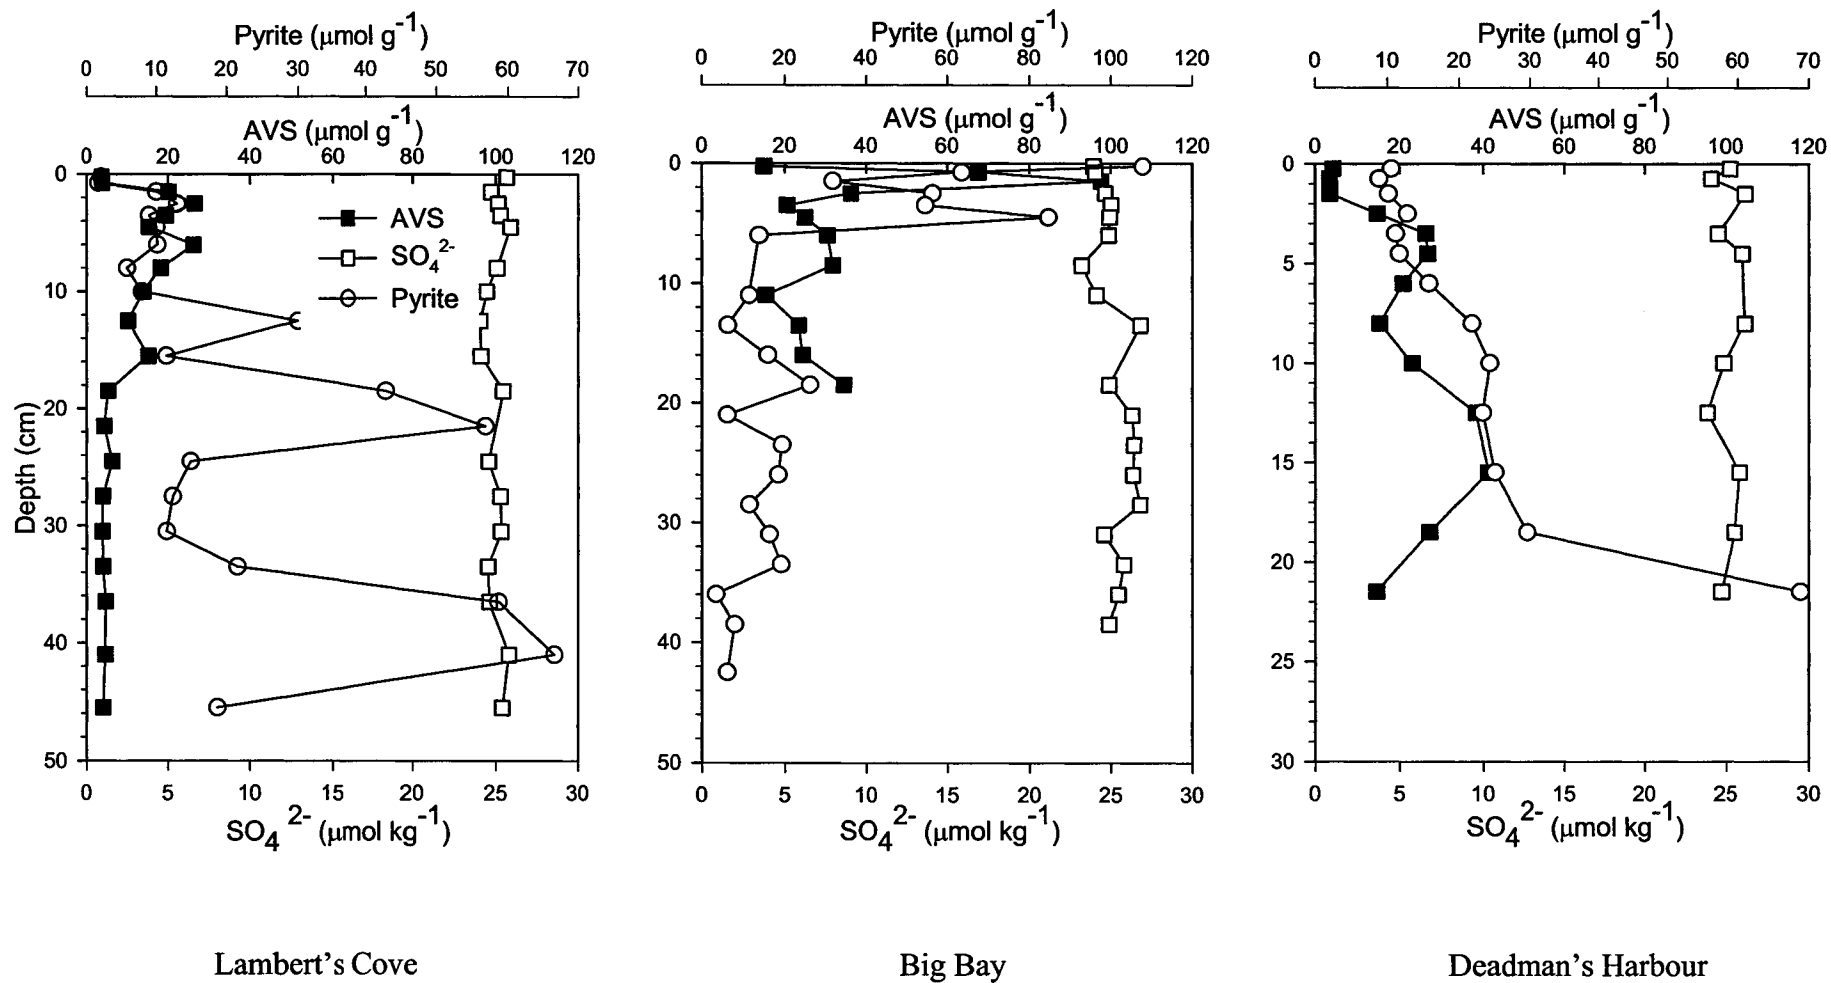 Pyrite (μmol g⁻¹)
0 10 20 30 40 50 60 70
AVS (μmol g⁻¹)
0 20 40 60 80 100 120
0
10
20
30
40
50
Depth (cm)
AVS
SO₄²⁻
Pyrite
0 5 10 15 20 25 30
SO₄²⁻ (μmol kg⁻¹)
Lambert's Cove
Pyrite (μmol g⁻¹)
0 20 40 60 80 100 120
AVS (μmol g⁻¹)
0 20 40 60 80 100 120
0
10
20
30
40
50
0 5 10 15 20 25 30
SO₄²⁻ (μmol kg⁻¹)
Big Bay
Pyrite (μmol g⁻¹)
0 10 20 30 40 50 60 70
AVS (μmol g⁻¹)
0 20 40 60 80 100 120
0
5
10
15
20
25
30
0 5 10 15 20 25 30
SO₄²⁻ (μmol kg⁻¹)
Deadman's Harbour